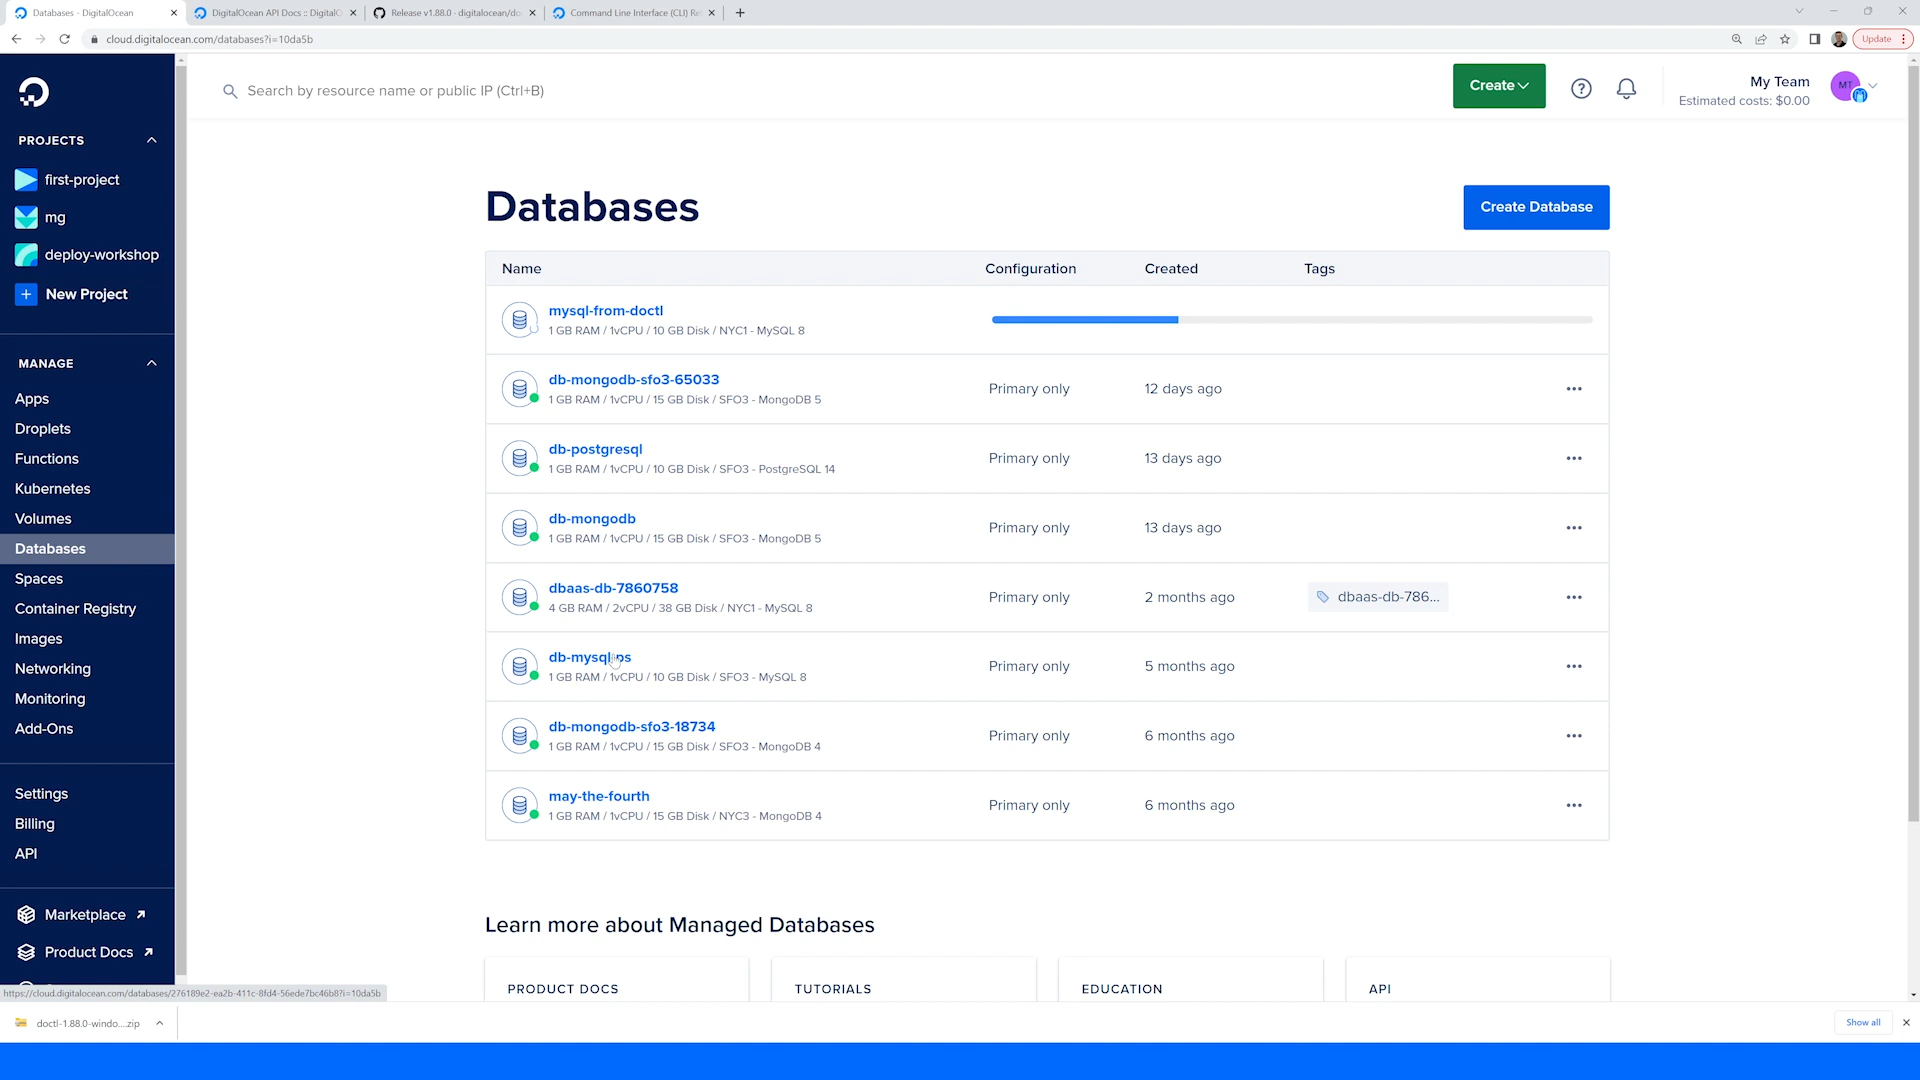 Databases - DigitalOcean
DigitalOcean API Docs :: DigitalO
Release v1.88.0 - digitalocean/do
Command Line Interface (CLI) Re
cloud.digitalocean.com/databases?i=10da5b
Update
Search by resource name or public IP (Ctrl+B)
Create
My Team
Estimated costs: $0.00
MT
PROJECTS
first-project
mg
deploy-workshop
New Project
MANAGE
Apps
Droplets
Functions
Kubernetes
Volumes
Databases
Spaces
Container Registry
Images
Networking
Monitoring
Add-Ons
Settings
Billing
API
Marketplace
Product Docs
Databases
Create Database
Name Configuration Created Tags
mysql-from-doctl
1 GB RAM / 1vCPU / 10 GB Disk / NYC1 - MySQL 8
db-mongodb-sfo3-65033
1 GB RAM / 1vCPU / 15 GB Disk / SFO3 - MongoDB 5
Primary only 12 days ago
db-postgresql
1 GB RAM / 1vCPU / 10 GB Disk / SFO3 - PostgreSQL 14
Primary only 13 days ago
db-mongodb
1 GB RAM / 1vCPU / 15 GB Disk / SFO3 - MongoDB 5
Primary only 13 days ago
dbaas-db-7860758
4 GB RAM / 2vCPU / 38 GB Disk / NYC1 - MySQL 8
Primary only 2 months ago dbaas-db-786...
1 GB RAM / 1vCPU / 10 GB Disk / SFO3 - MySQL 8
Primary only 5 months ago
db-mongodb-sfo3-18734
1 GB RAM / 1vCPU / 15 GB Disk / SFO3 - MongoDB 4
Primary only 6 months ago
may-the-fourth
1 GB RAM / 1vCPU / 15 GB Disk / NYC3 - MongoDB 4
Primary only 6 months ago
Learn more about Managed Databases
PRODUCT DOCS
TUTORIALS
EDUCATION
API
https://cloud.digitalocean.com/databases/276189e2-ea2b-411c-8fd4-56ede7bc46b8?i=10da5b
doctl-1.88.0-windo....zip
Show all